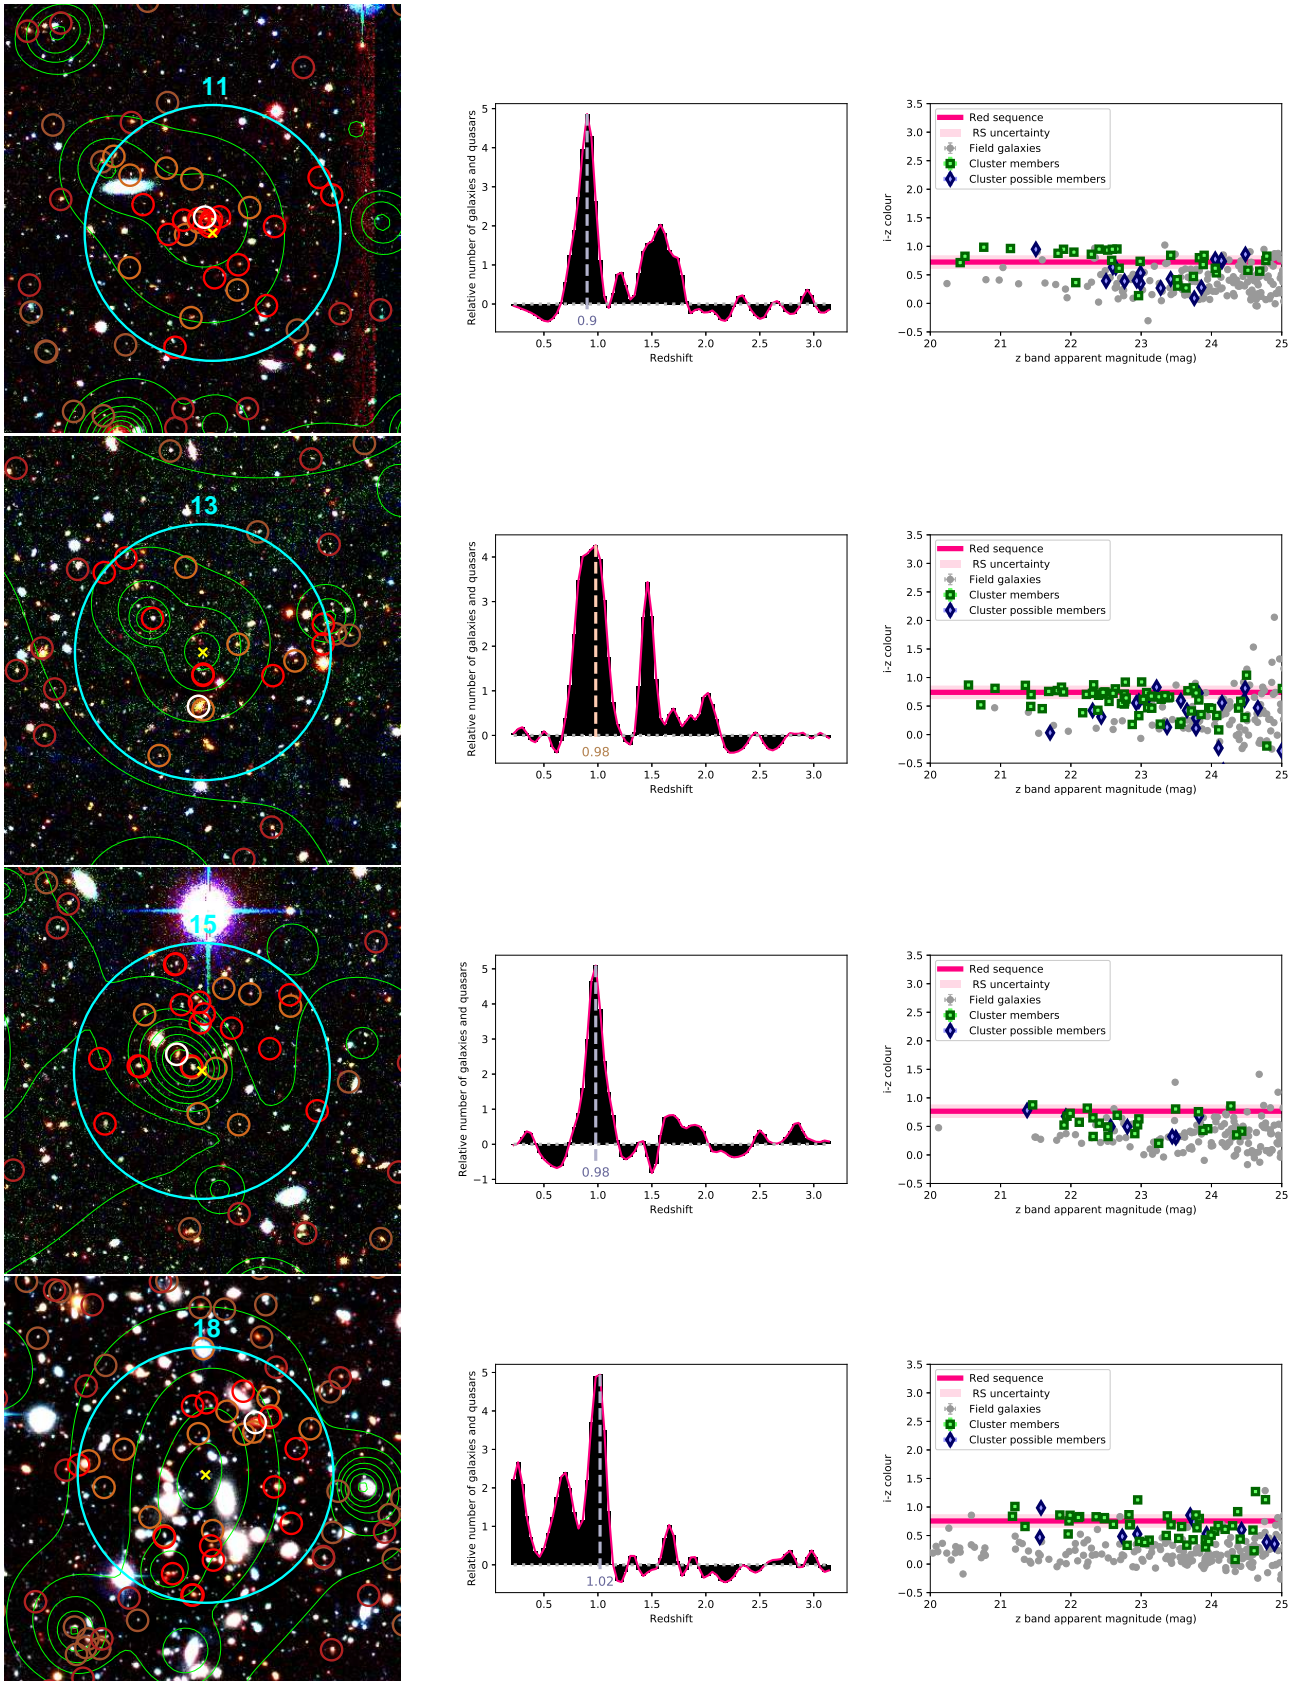 11
5
4
3
2
1
0
0.9
0.5 1.0 1.5 2.0 2.5 3.0
Redshift
Relative number of galaxies and quasars
3.5
3.0
2.5
2.0
1.5
1.0
0.5
0.0
−0.5
20 21 22 23 24 25
z band apparent magnitude (mag)
i-z colour
Red sequence
RS uncertainty
Field galaxies
Cluster members
Cluster possible members
13
4
3
2
1
0
0.98
0.5 1.0 1.5 2.0 2.5 3.0
Redshift
Relative number of galaxies and quasars
3.5
3.0
2.5
2.0
1.5
1.0
0.5
0.0
−0.5
20 21 22 23 24 25
z band apparent magnitude (mag)
i-z colour
Red sequence
RS uncertainty
Field galaxies
Cluster members
Cluster possible members
15
5
4
3
2
1
0
−1
0.98
0.5 1.0 1.5 2.0 2.5 3.0
Redshift
Relative number of galaxies and quasars
3.5
3.0
2.5
2.0
1.5
1.0
0.5
0.0
−0.5
20 21 22 23 24 25
z band apparent magnitude (mag)
i-z colour
Red sequence
RS uncertainty
Field galaxies
Cluster members
Cluster possible members
18
5
4
3
2
1
0
1.02
0.5 1.0 1.5 2.0 2.5 3.0
Redshift
Relative number of galaxies and quasars
3.5
3.0
2.5
2.0
1.5
1.0
0.5
0.0
−0.5
20 21 22 23 24 25
z band apparent magnitude (mag)
i-z colour
Red sequence
RS uncertainty
Field galaxies
Cluster members
Cluster possible members